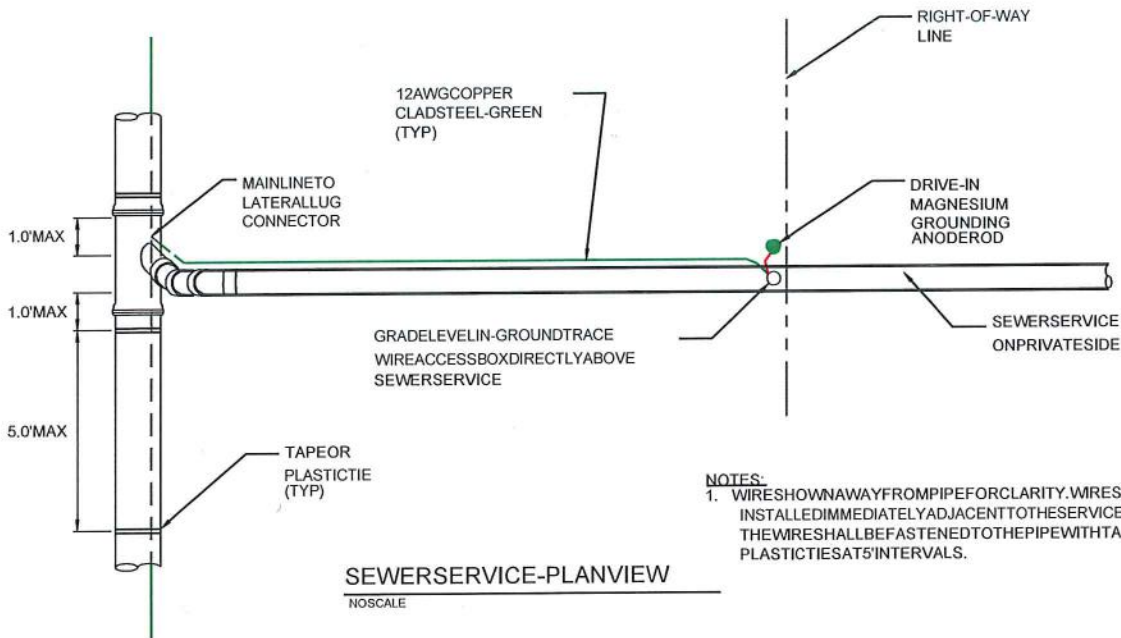 RIGHT-OF-WAY
LINE
12AWGCOPPER
CLADSTEEL-GREEN
(TYP)
MAINLINETO
LATERALLUG
CONNECTOR
DRIVE-IN
MAGNESIUM
GROUNDING
ANODEROD
1.0'MAX
1.0'MAX
GRADELEVELIN-GROUNDTRACE
WIREACCESSBOXDIRECTLYABOVE
SEWERSERVICE
SEWERSERVICE
ONPRIVATESIDE
5.0'MAX
TAPEOR
PLASTICTIE
(TYP)
NOTES:
1. WIRESHOWNAWAYFROMPIPEFORCLARITY.WIRES
INSTALLEDIMMEDIATELYADJACENTTOTHESERVICE
THEWIRESHALLBEFASTENEDTOTHEPIPEWITHTA
PLASTICTIESAT5'INTERVALS.
SEWERSERVICE-PLANVIEW
NOSCALE